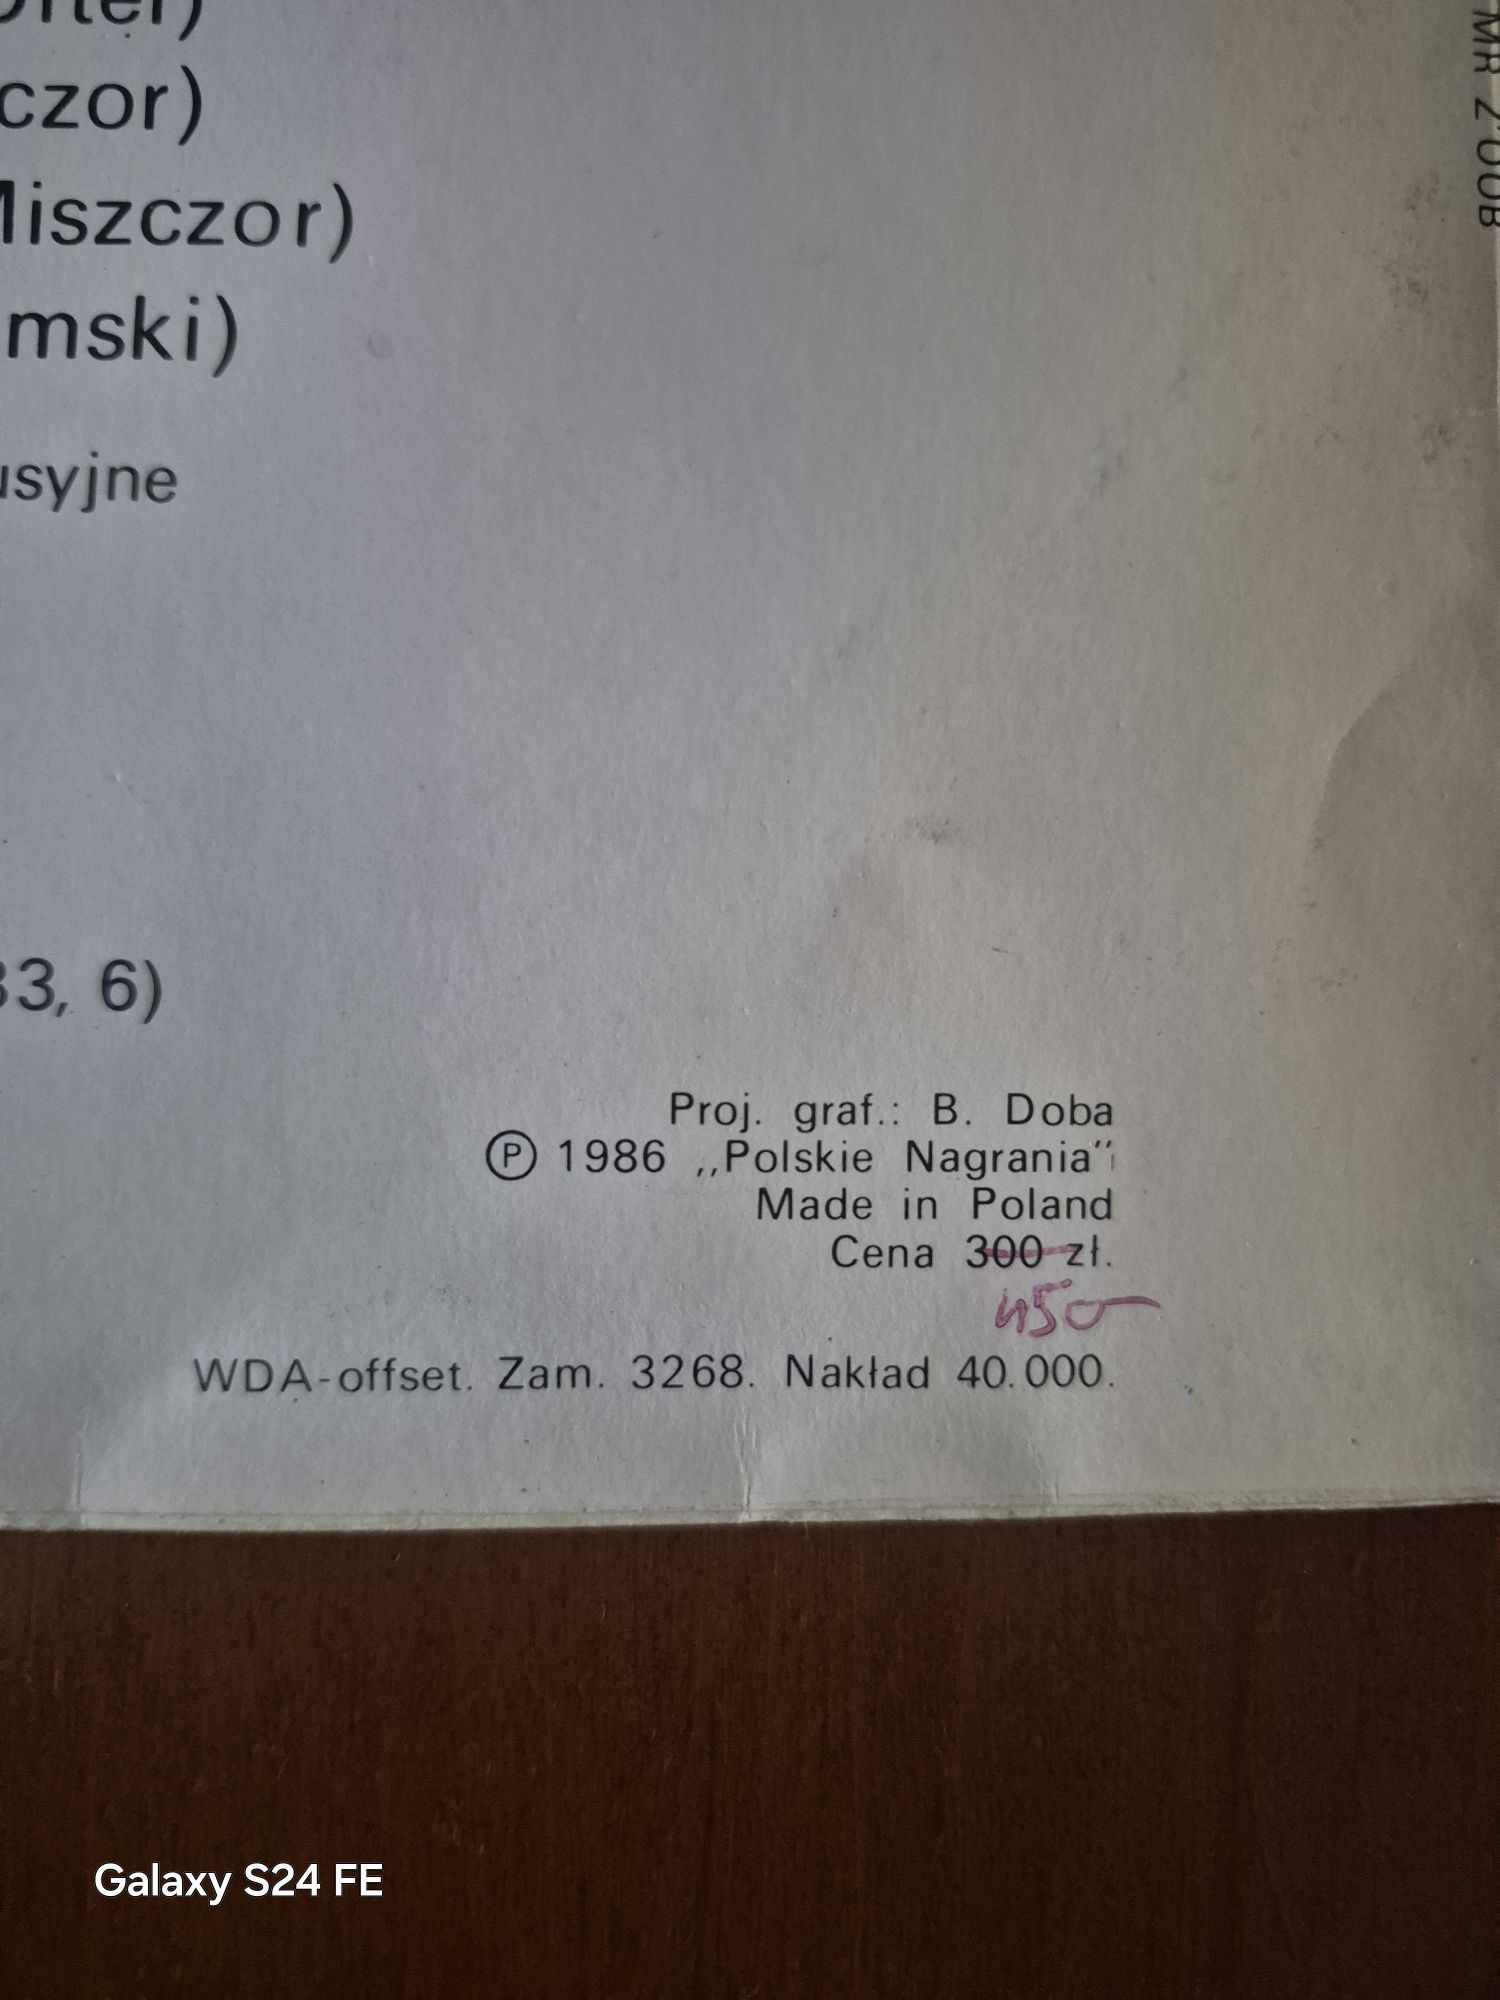 czor)
Miszczor)
mski)
usyjne
33, 6)
Proj. graf.: B. Doba
Ⓟ 1986 ,,Polskie Nagrania''
Made in Poland
Cena 300 zł.
450
WDA-offset. Zam. 3268. Nakład 40.000.
Galaxy S24 FE